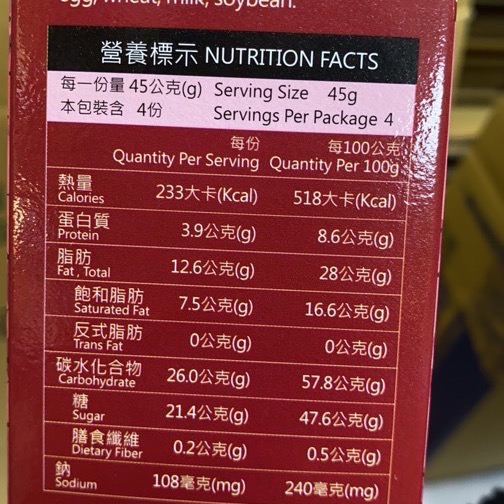 egg, wheat, milk, soybean.
營養標示 NUTRITION FACTS
每一份量 45公克(g) Serving Size 45g
本包裝含 4份 Servings Per Package 4
每份 每100公克
Quantity Per Serving Quantity Per 100g
熱量 Calories 233大卡(Kcal) 518大卡(Kcal)
蛋白質 Protein 3.9公克(g) 8.6公克(g)
脂肪 Fat , Total 12.6公克(g) 28公克(g)
飽和脂肪 Saturated Fat 7.5公克(g) 16.6公克(g)
反式脂肪 Trans Fat 0公克(g) 0公克(g)
碳水化合物 Carbohydrate 26.0公克(g) 57.8公克(g)
糖 Sugar 21.4公克(g) 47.6公克(g)
膳食纖維 Dietary Fiber 0.2公克(g) 0.5公克(g)
鈉 Sodium 108毫克(mg) 240毫克(mg)